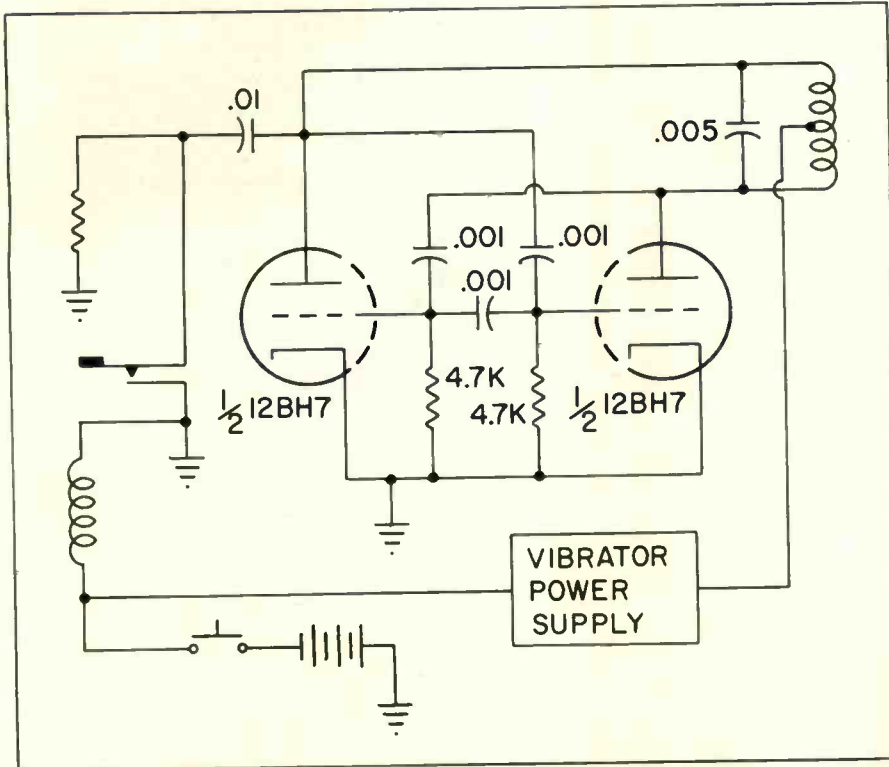 .01
.005
.001
.001
.001
4.7K
4.7K
1/2 12BH7
1/2 12BH7
VIBRATOR
POWER
SUPPLY